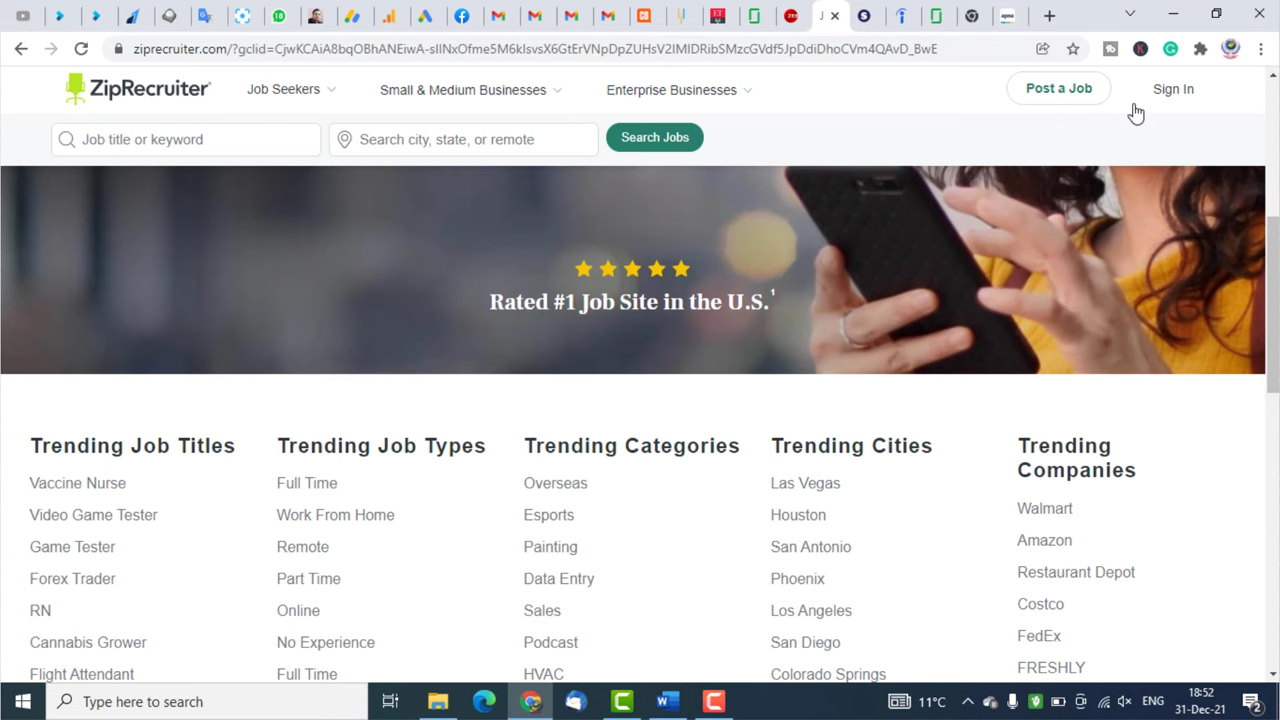 ziprecruiter.com/?gclid=CjwKCAiA8bqOBhANEiwA-sIINxOfme5M6klsvsX6GtErVNpDpZUHsV2IMIDRibSMzcGVdf5JpDdiDhoCVm4QAvD_BwE
ZipRecruiter
Job Seekers
Small & Medium Businesses
Enterprise Businesses
Post a Job
Sign In
Job title or keyword
Search city, state, or remote
Search Jobs
Rated #1 Job Site in the U.S.¹
Trending Job Titles
Vaccine Nurse
Video Game Tester
Game Tester
Forex Trader
RN
Cannabis Grower
Flight Attendant
Trending Job Types
Full Time
Work From Home
Remote
Part Time
Online
No Experience
Full Time
Trending Categories
Overseas
Esports
Painting
Data Entry
Sales
Podcast
HVAC
Trending Cities
Las Vegas
Houston
San Antonio
Phoenix
Los Angeles
San Diego
Colorado Springs
Trending
Companies
Walmart
Amazon
Restaurant Depot
Costco
FedEx
FRESHLY
Type here to search
11°C
ENG
18:52
31-Dec-21
2